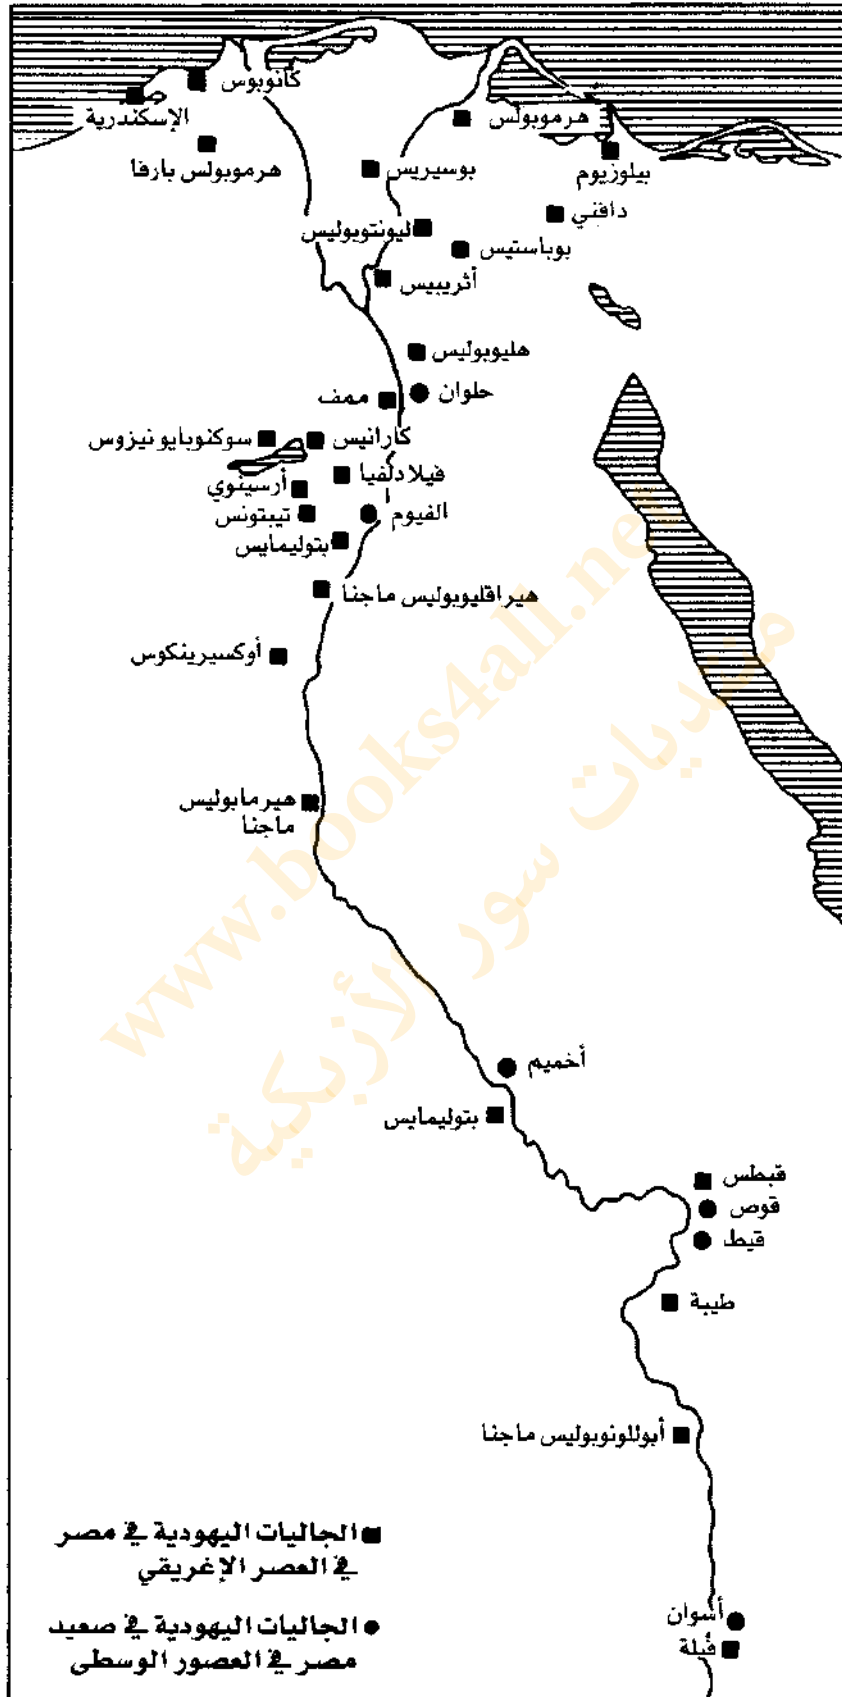 كانوبوس
الإسكندرية
هرموبولس
هرموبولس بارفا
بوسيريس
بيلوزيوم
دافني
ليونتوبوليس
بوباستيس
أثريبيس
هليوبوليس
حلوان
ممف
سوكنوبايونيزوس
كارانيس
فيلادلفيا
أرسينوي
تيبتونس
الفيوم
بتوليمايس
هيراقليوبوليس ماجنا
أوكسيرينكوس
هيرمابوليس
ماجنا
أخميم
بتوليمايس
قبطس
قوص
قيط
طيبة
أبوللونوبوليس ماجنا
الجاليات اليهودية في مصر
في العصر الإغريقي
الجاليات اليهودية في صعيد
مصر في العصور الوسطى
أسوان
فُيلة
www.books4all.net
منتديات سور الأزبكية